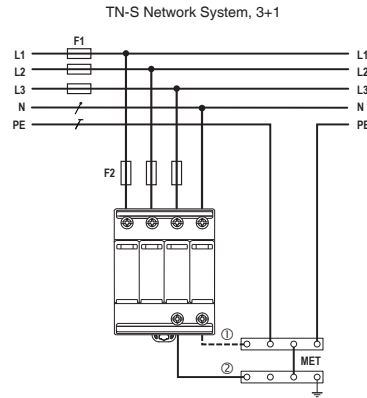 TN-S Network System, 3+1
F1
L1 L1
L2 L2
L3 L3
N N
PE PE
F2
①
MET
②